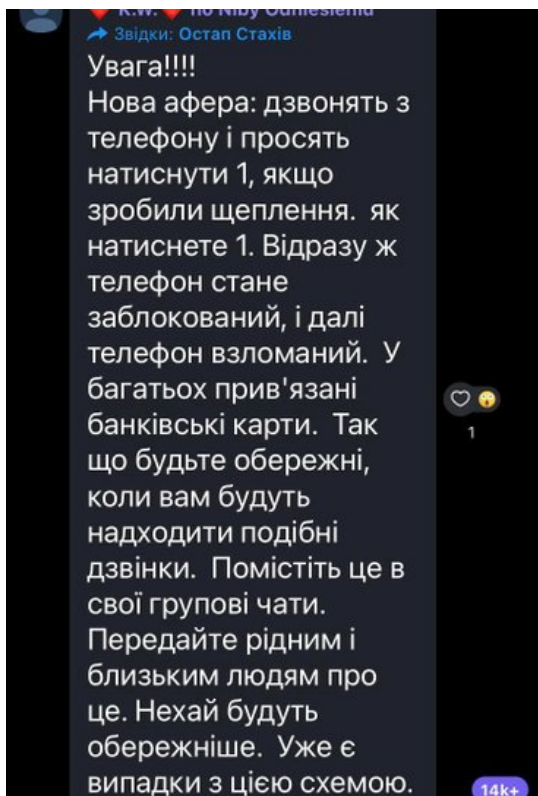 K.W.
Звідки: Остап Стахів
Увага!!!!
Нова афера: дзвонять з
телефону і просять
натиснути 1, якщо
зробили щеплення. як
натиснете 1. Відразу ж
телефон стане
заблокований, і далі
телефон взломаний. У
багатьох прив'язані
банківські карти. Так
що будьте обережні,
коли вам будуть
надходити подібні
дзвінки. Помістіть це в
свої групові чати.
Передайте рідним і
близьким людям про
це. Нехай будуть
обережніше. Уже є
випадки з цією схемою.
1
14k+